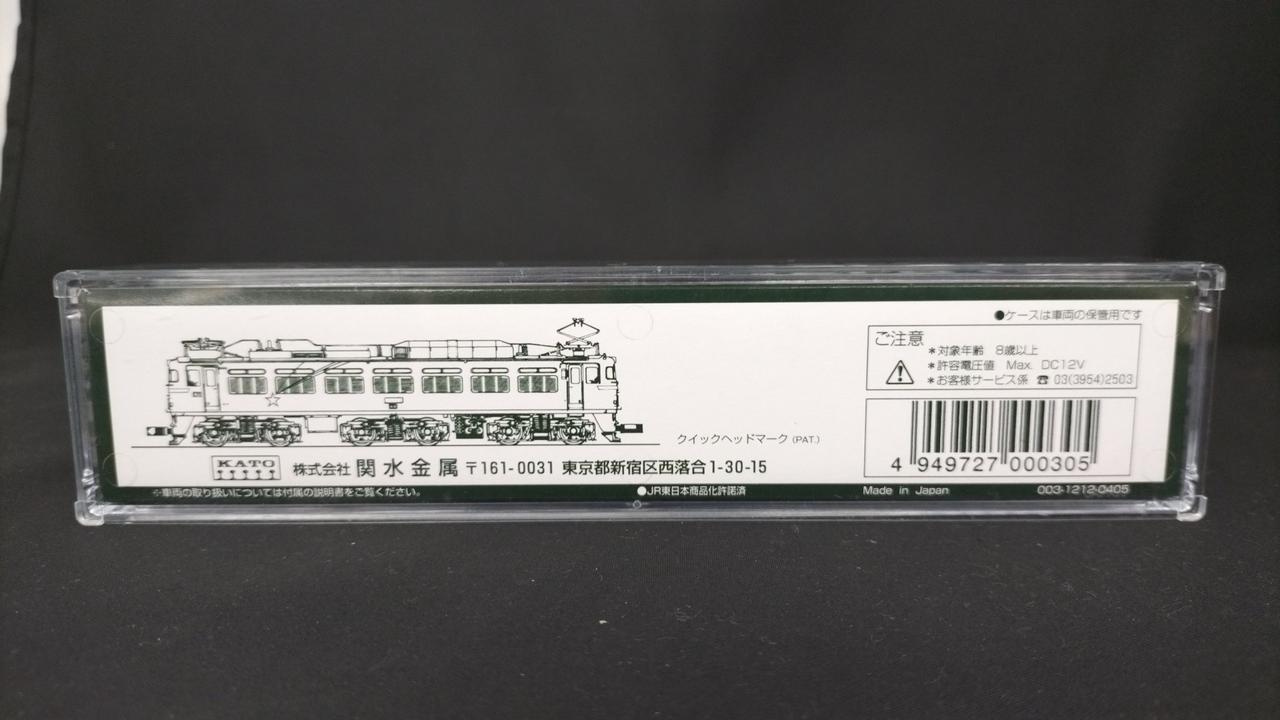 ●ケースは車両の保管用です
ご注意
＊対象年齢 8歳以上
＊許容電圧値 Max. DC12V
＊お客様サービス係 ☎ 03(3954)2503
クイックヘッドマーク (PAT.)
4 949727 000305
KATO 株式会社 関水金属 〒161-0031 東京都新宿区西落合1-30-15
※車両の取り扱いについては付属の説明書をご覧ください。 ●JR東日本商品化許諾済 Made in Japan 003-1212-0405